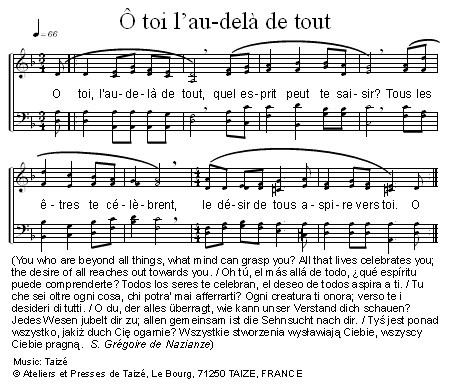 Ô toi l'au-delà de tout
=66
O toi, l'au-de-là de tout, quel es-prit peut te sai-sir? Tous les
ê-tres te cé-lè-brent, le dé-sir de tous a-spi-re vers toi. O
(You who are beyond all things, what mind can grasp you? All that lives celebrates you;
the desire of all reaches out towards you. / Oh tú, el más allá de todo, ¿qué espíritu
puede comprenderte? Todos los seres te celebran, el deseo de todos aspira a ti. / Tu
che sei oltre ogni cosa, chi potra' mai afferrarti? Ogni creatura ti onora; verso te i
desideri di tutti. / O du, der alles überragt, wie kann unser Verstand dich schauen?
Jedes Wesen jubelt dir zu; allen gemeinsam ist die Sehnsucht nach dir. / Tyś jest ponad
wszystko, jakiż duch Cię ogarnie? Wszystkie stworzenia wysławiają Ciebie, wszyscy
Ciebie pragną. S. Grégoire de Nazianze)
Music: Taizé
© Ateliers et Presses de Taizé, Le Bourg, 71250 TAIZE, FRANCE